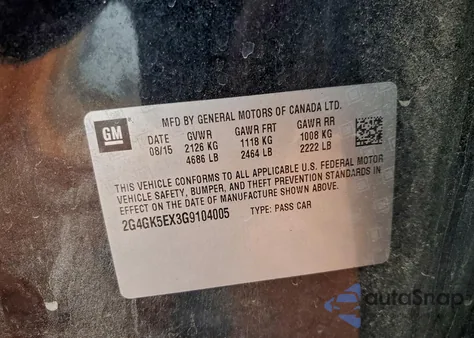 MFD BY GENERAL MOTORS OF CANADA LTD.
GM
DATE GVWR GAWR FRT GAWR RR
08/15 2126 KG 1118 KG 1008 KG
4686 LB 2464 LB 2222 LB
THIS VEHICLE CONFORMS TO ALL APPLICABLE U.S. FEDERAL MOTOR
VEHICLE SAFETY, BUMPER, AND THEFT PREVENTION STANDARDS IN
EFFECT ON THE DATE OF MANUFACTURE SHOWN ABOVE.
2G4GK5EX3G9104005 TYPE: PASS CAR
autoSnap